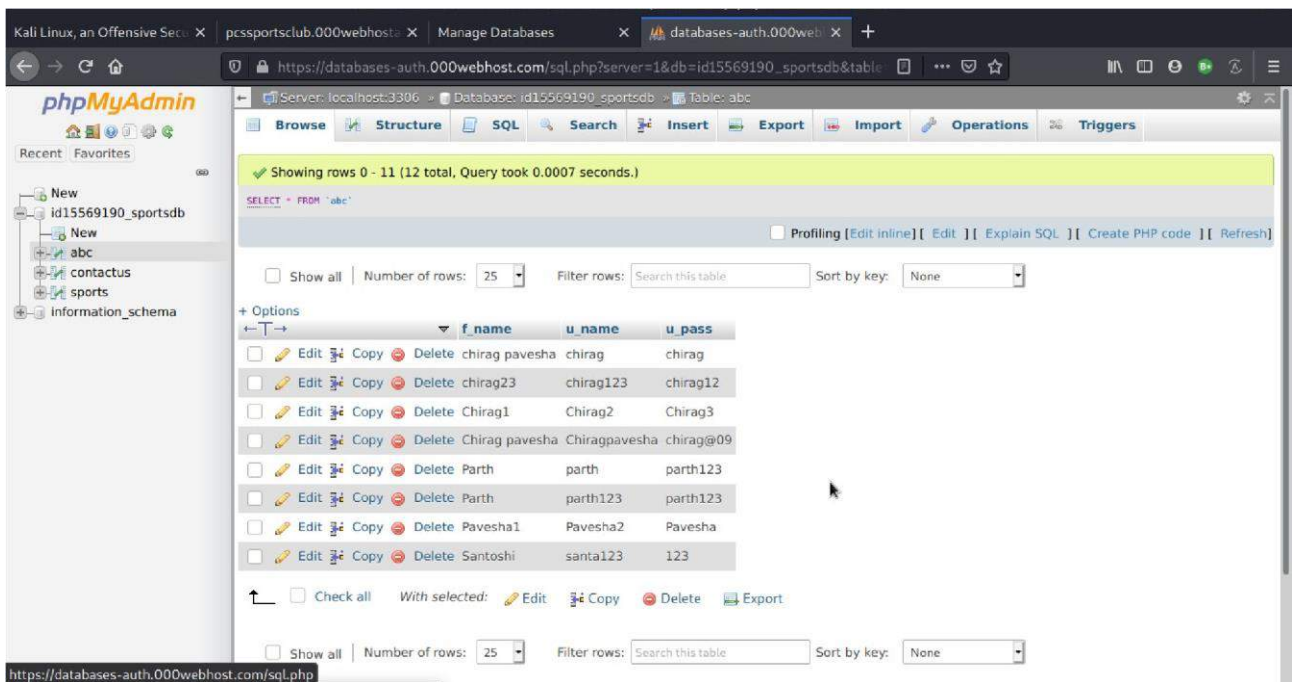 Kali Linux, an Offensive Secu × pcssportsclub.000webhosta × Manage Databases × databases-auth.000webl × +
https://databases-auth.000webhost.com/sql.php?server=1&db=id15569190_sportsdb&table
phpMyAdmin
Recent Favorites
New
id15569190_sportsdb
New
abc
contactus
sports
information_schema
Server: localhost:3306 » Database: id15569190_sportsdb » Table: abc
Browse Structure SQL Search Insert Export Import Operations Triggers
Showing rows 0 - 11 (12 total, Query took 0.0007 seconds.)
SELECT * FROM `abc`
Profiling [Edit inline] [ Edit ] [ Explain SQL ] [ Create PHP code ] [ Refresh]
Show all | Number of rows: 25 Filter rows: Search this table Sort by key: None
+ Options
←T→ f_name u_name u_pass
Edit Copy Delete chirag pavesha chirag chirag
Edit Copy Delete chirag23 chirag123 chirag12
Edit Copy Delete Chirag1 Chirag2 Chirag3
Edit Copy Delete Chirag pavesha Chiragpavesha chirag@09
Edit Copy Delete Parth parth parth123
Edit Copy Delete Parth parth123 parth123
Edit Copy Delete Pavesha1 Pavesha2 Pavesha
Edit Copy Delete Santoshi santa123 123
Check all With selected: Edit Copy Delete Export
Show all | Number of rows: 25 Filter rows: Search this table Sort by key: None
https://databases-auth.000webhost.com/sql.php